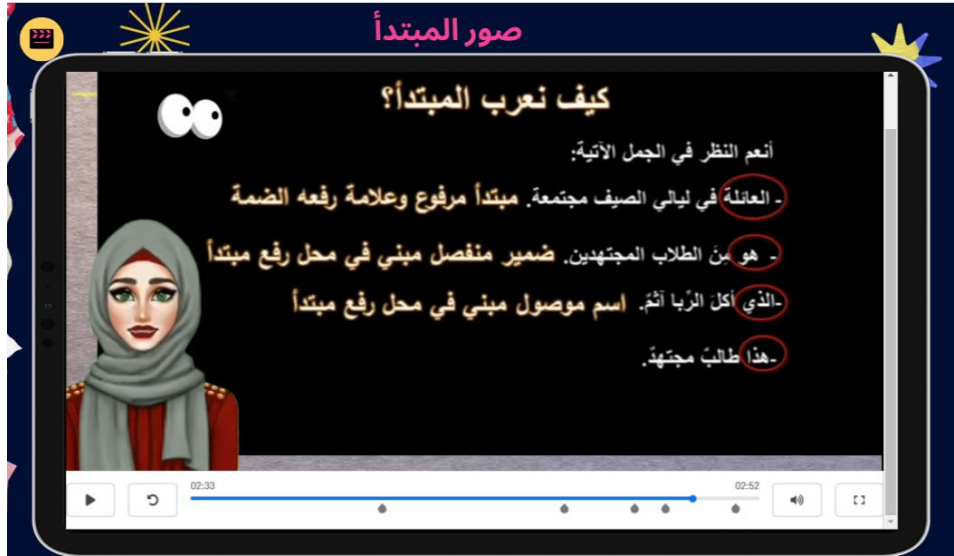 صور المبتدأ
كيف نعرب المبتدأ؟
أنعم النظر في الجمل الآتية:
- العائلة في ليالي الصيف مجتمعة. مبتدأ مرفوع وعلامة رفعه الضمة
- هو مِنَ الطلاب المجتهدين. ضمير منفصل مبني في محل رفع مبتدأ
-الذي أكلَ الرّبا آثمٌ. اسم موصول مبني في محل رفع مبتدأ
-هذا طالبٌ مجتهدٌ.
02:33 02:52